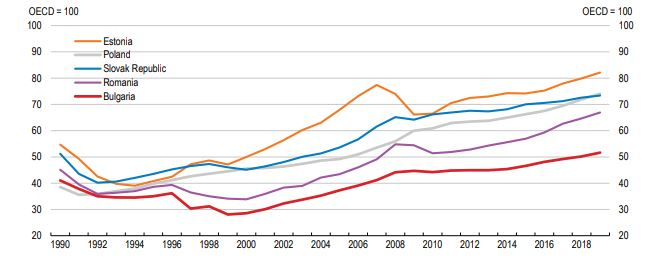 OECD = 100 OECD = 100
100 100
90 90
80 80
70 70
60 60
50 50
40 40
30 30
20 20
Estonia
Poland
Slovak Republic
Romania
Bulgaria
1990 1992 1994 1996 1998 2000 2002 2004 2006 2008 2010 2012 2014 2016 2018